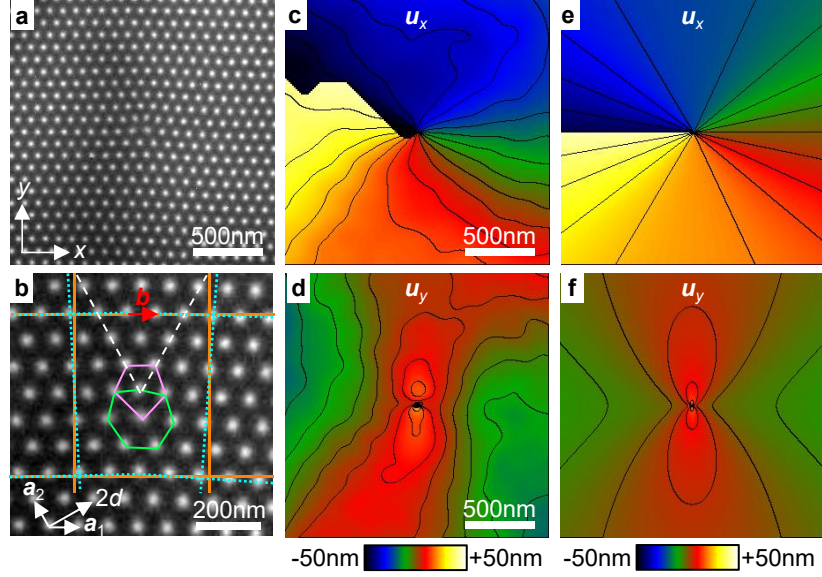 a
y
x
500nm
c
u_x
500nm
e
u_x
b
b
a_2
2d
a_1
200nm
d
u_y
500nm
f
u_y
-50nm +50nm
-50nm +50nm